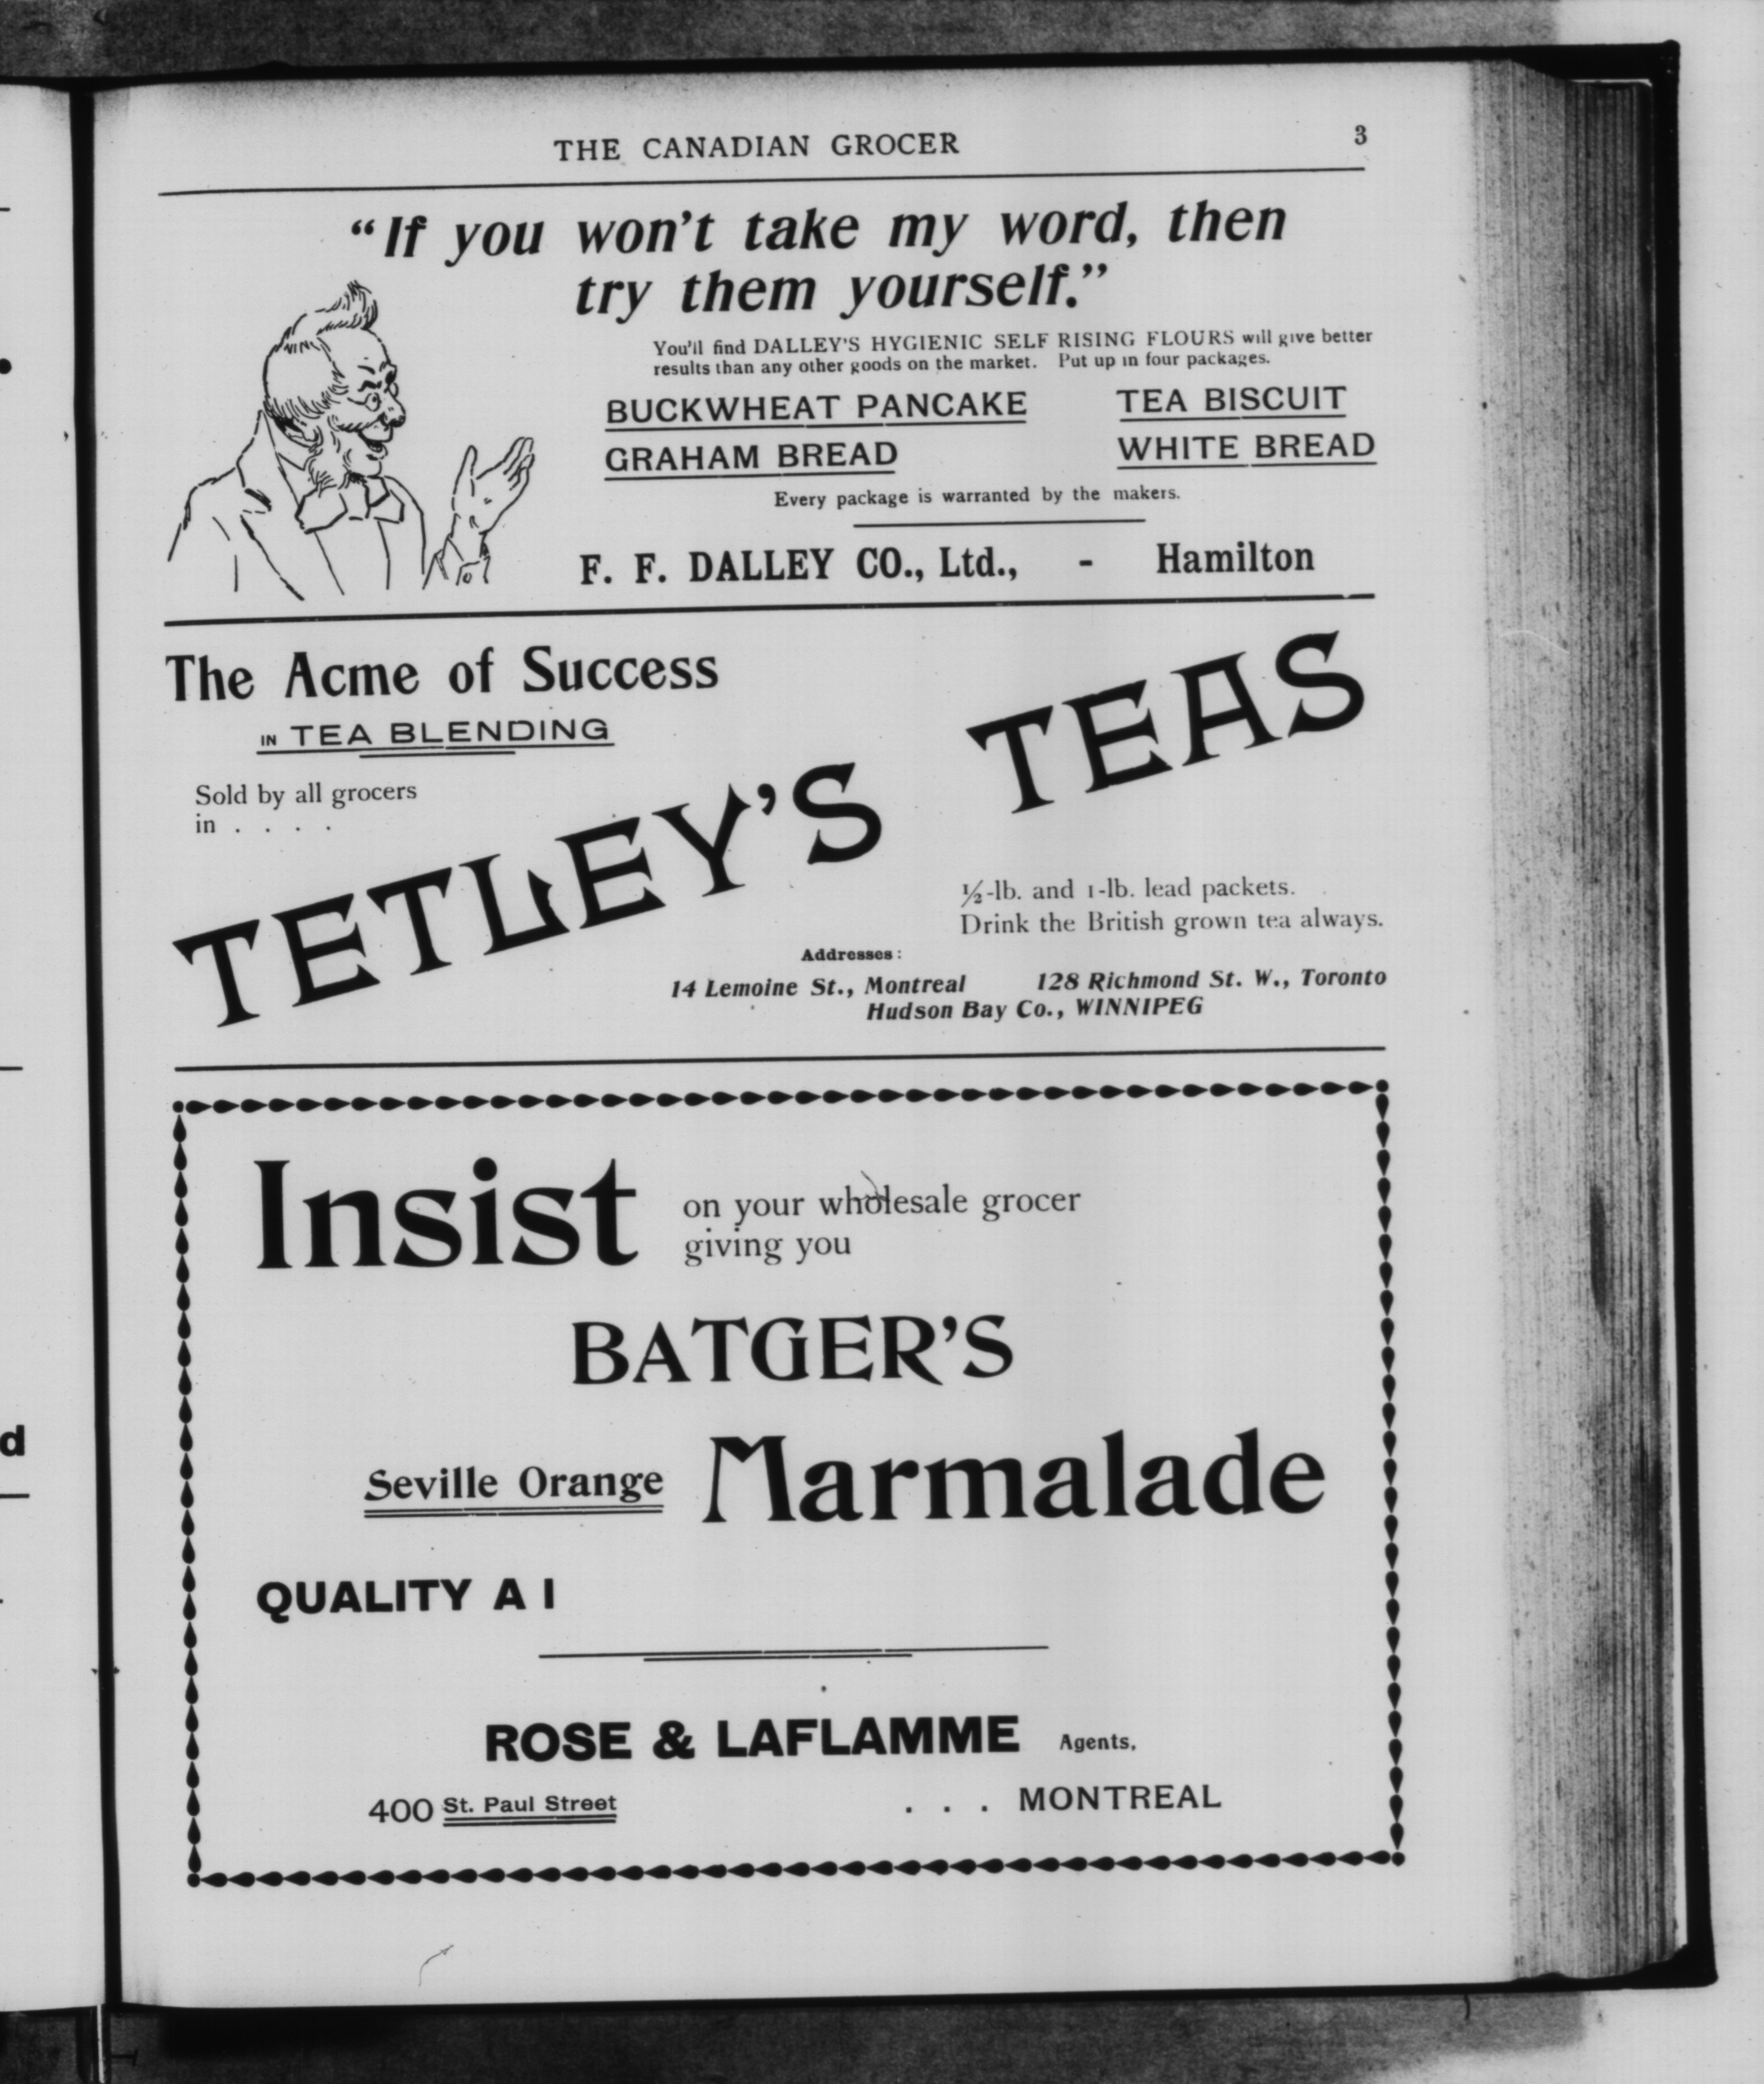 THE CANADIAN GROCER 3
“If you won't take my word, then
try them yourself.”
You'll find DALLEY'S HYGIENIC SELF RISING FLOURS will give better
results than any other goods on the market. Put up in four packages.
BUCKWHEAT PANCAKE TEA BISCUIT
GRAHAM BREAD WHITE BREAD
Every package is warranted by the makers.
F. F. DALLEY CO., Ltd., - Hamilton
The Acme of Success
IN TEA BLENDING
Sold by all grocers
in . . . .
TETLEY'S TEAS
½-lb. and 1-lb. lead packets.
Drink the British grown tea always.
Addresses:
14 Lemoine St., Montreal 128 Richmond St. W., Toronto
Hudson Bay Co., WINNIPEG
Insist on your wholesale grocer
giving you
BATGER'S
Seville Orange Marmalade
QUALITY A I
ROSE & LAFLAMME Agents,
400 St. Paul Street . . . MONTREAL
d